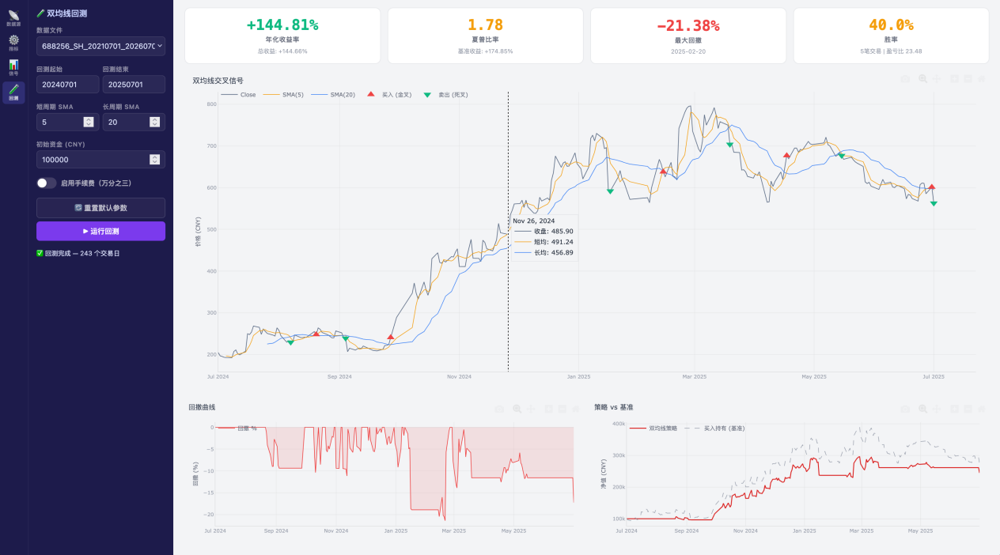 数据源
指标
信号
回测
双均线回测
数据文件
688256_SH_20210701_202607C
回测起始 回测结束
20240701 20250701
短周期 SMA 长周期 SMA
5 20
初始资金 (CNY)
100000
启用手续费（万分之三）
重置默认参数
运行回测
回测完成 — 243 个交易日
+144.81%
年化收益率
总收益: +144.66%
1.78
夏普比率
基准收益: +174.85%
−21.38%
最大回撤
2025-02-20
40.0%
胜率
5笔交易 | 盈亏比 23.48
双均线交叉信号
Close SMA(5) SMA(20) 买入 (金叉) 卖出 (死叉)
价格 (CNY)
800
700
600
500
400
300
200
Nov 26, 2024
收盘: 485.90
短均: 491.24
长均: 456.89
Jul 2024 Sep 2024 Nov 2024 Jan 2025 Mar 2025 May 2025 Jul 2025
回撤曲线
回撤 %
回撤 (%)
0
−5
−10
−15
−20
Jul 2024 Sep 2024 Nov 2024 Jan 2025 Mar 2025 May 2025
策略 vs 基准
双均线策略 买入持有 (基准)
净值 (CNY)
400k
300k
200k
100k
Jul 2024 Sep 2024 Nov 2024 Jan 2025 Mar 2025 May 2025